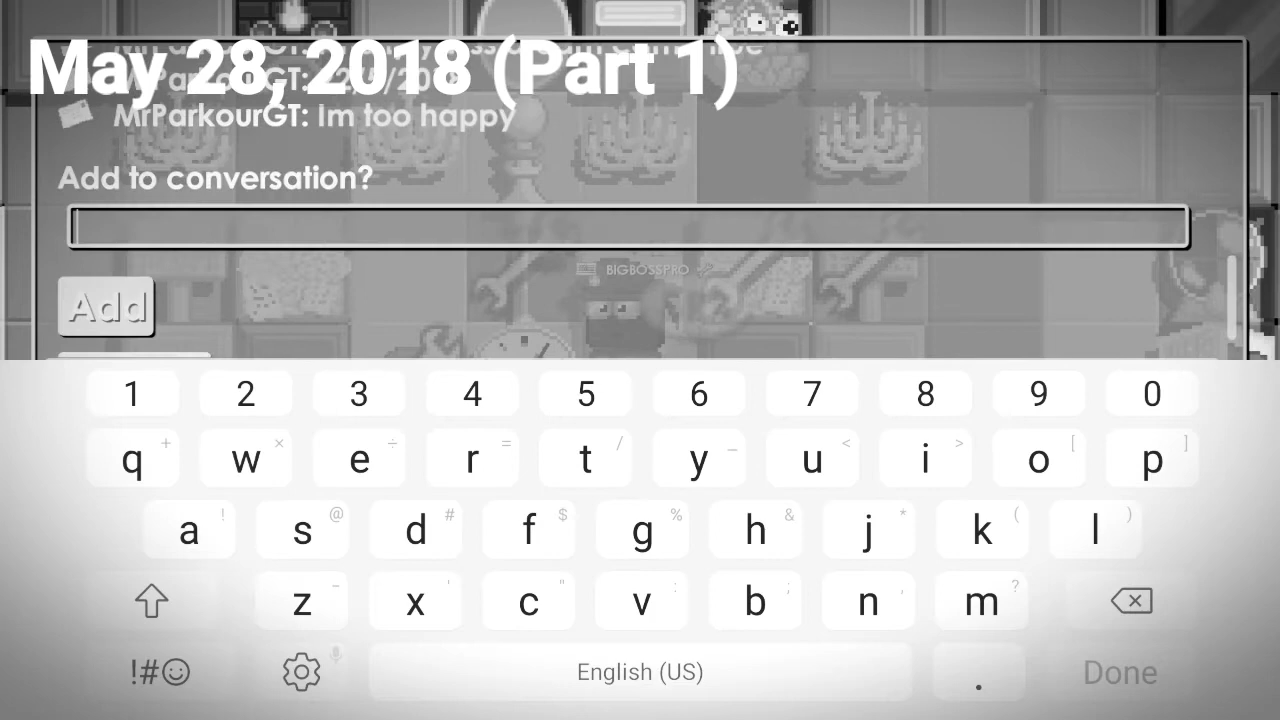 May 28, 2018 (Part 1)
MrParkourGT:
MrParkourGT: Im too happy
Add to conversation?
BIGBOSSPRO
Add
1 2 3 4 5 6 7 8 9 0
q + w × e ÷ r = t / y _ u < i > o [ p ]
a ! s @ d # f $ g % h & j * k ( l )
z - x ' c " v : b ; n , m ?
!#☺ English (US) . Done